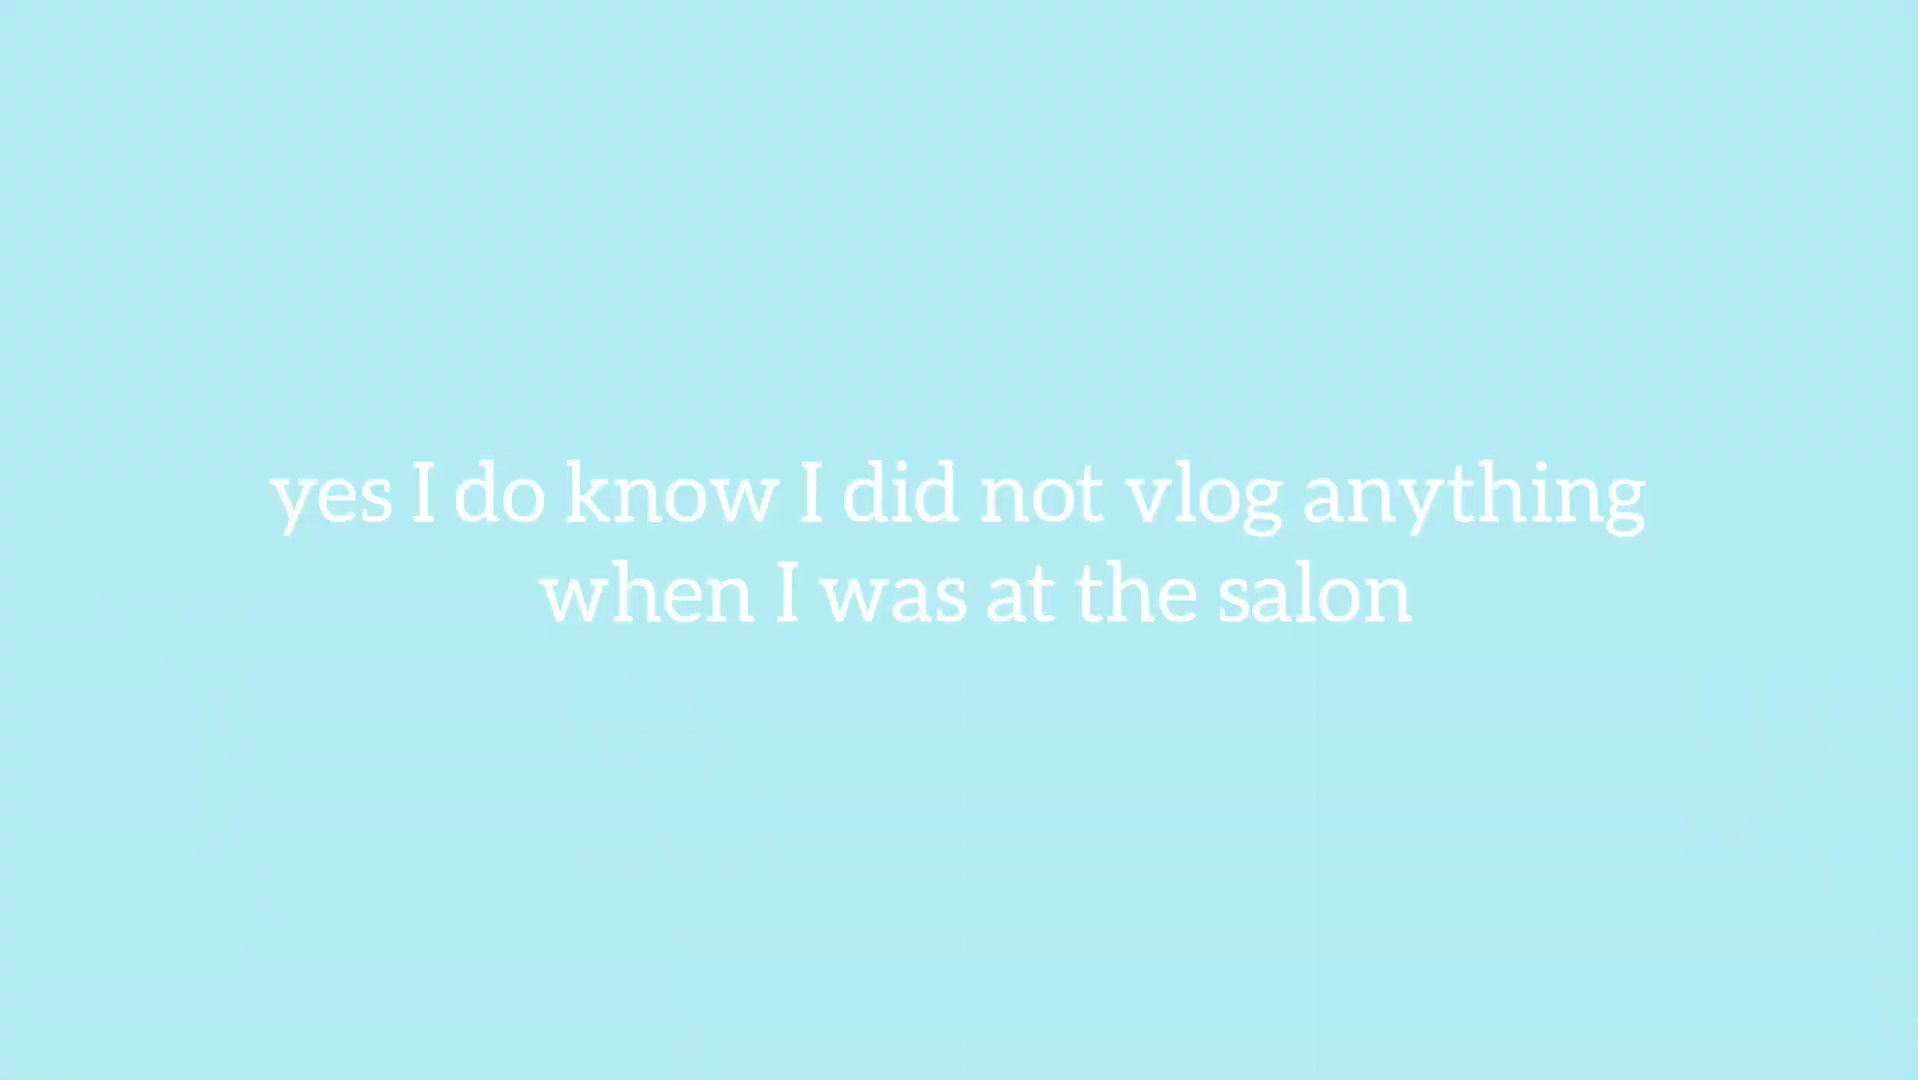 yes I do know I did not vlog anything
when I was at the salon